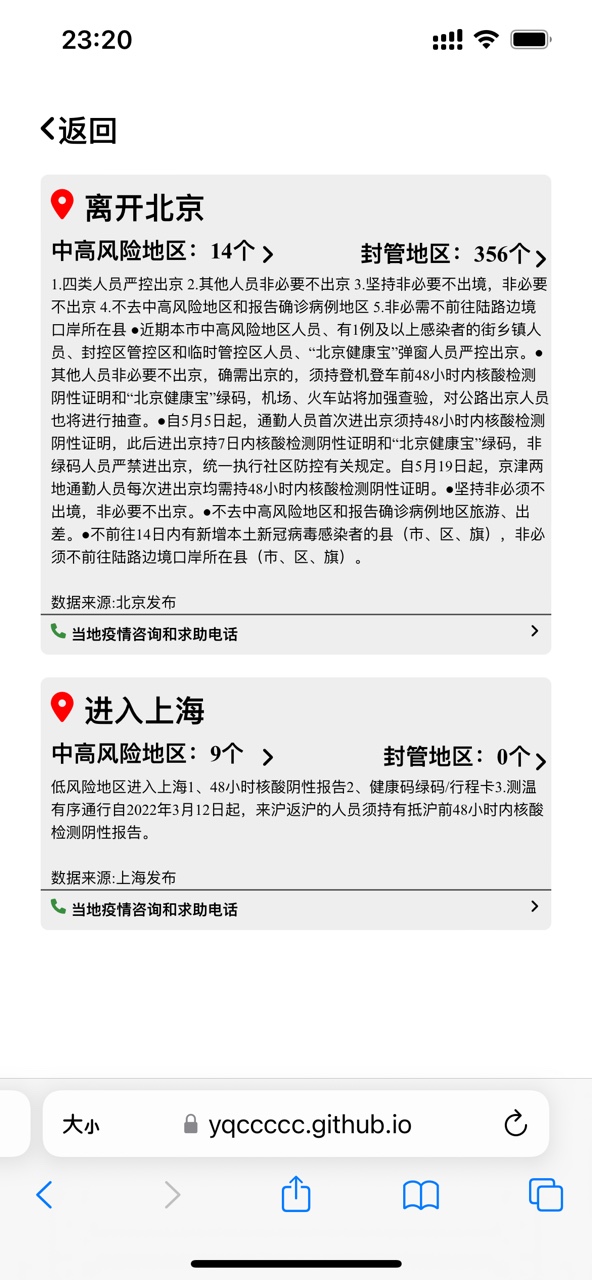 23:20
返回
离开北京
中高风险地区：14个
封管地区：356个
1.四类人员严控出京 2.其他人员非必要不出京 3.坚持非必要不出境，非必要
不出京 4.不去中高风险地区和报告确诊病例地区 5.非必需不前往陆路边境
口岸所在县 ●近期本市中高风险地区人员、有1例及以上感染者的街乡镇人
员、封控区管控区和临时管控区人员、“北京健康宝”弹窗人员严控出京。●
其他人员非必要不出京，确需出京的，须持登机登车前48小时内核酸检测
阴性证明和“北京健康宝”绿码，机场、火车站将加强查验，对公路出京人员
也将进行抽查。●自5月5日起，通勤人员首次进出京须持48小时内核酸检测
阴性证明，此后进出京持7日内核酸检测阴性证明和“北京健康宝”绿码，非
绿码人员严禁进出京，统一执行社区防控有关规定。自5月19日起，京津两
地通勤人员每次进出京均需持48小时内核酸检测阴性证明。●坚持非必须不
出境，非必要不出京。●不去中高风险地区和报告确诊病例地区旅游、出
差。●不前往14日内有新增本土新冠病毒感染者的县（市、区、旗），非必
须不前往陆路边境口岸所在县（市、区、旗）。
数据来源:北京发布
当地疫情咨询和求助电话
进入上海
中高风险地区：9个
封管地区：0个
低风险地区进入上海1、48小时核酸阴性报告2、健康码绿码/行程卡3.测温
有序通行自2022年3月12日起，来沪返沪的人员须持有抵沪前48小时内核酸
检测阴性报告。
数据来源:上海发布
当地疫情咨询和求助电话
大小
yqccccc.github.io